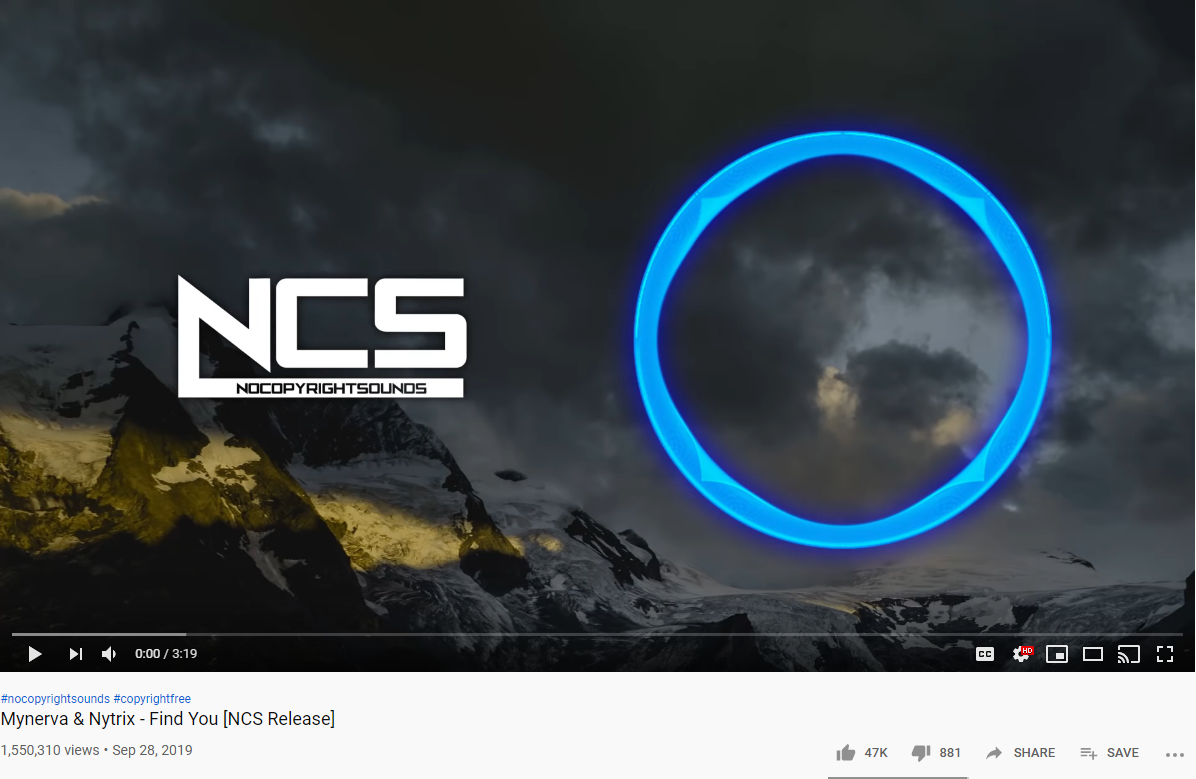 NCS
NOCOPYRIGHTSOUNDS
0:00 / 3:19
CC
HD
#nocopyrightsounds #copyrightfree
Mynerva & Nytrix - Find You [NCS Release]
1,550,310 views • Sep 28, 2019
47K 881 SHARE SAVE